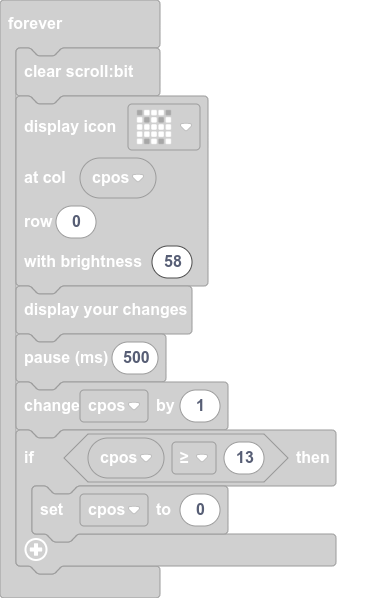 forever
clear scroll:bit
display icon
at col cpos
row 0
with brightness 58
display your changes
pause (ms) 500
change cpos by 1
if cpos ≥ 13 then
set cpos to 0